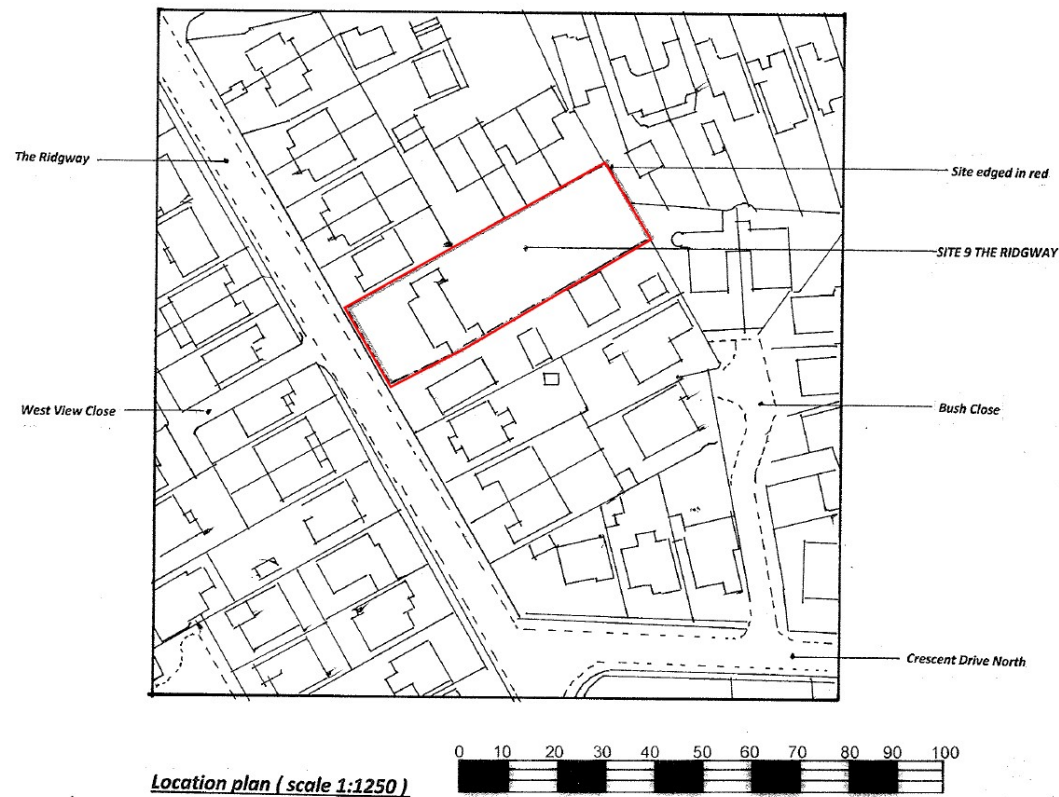 The Ridgway
Site edged in red
SITE 9 THE RIDGWAY
West View Close
Bush Close
Crescent Drive North
0 10 20 30 40 50 60 70 80 90 100
Location plan ( scale 1:1250 )